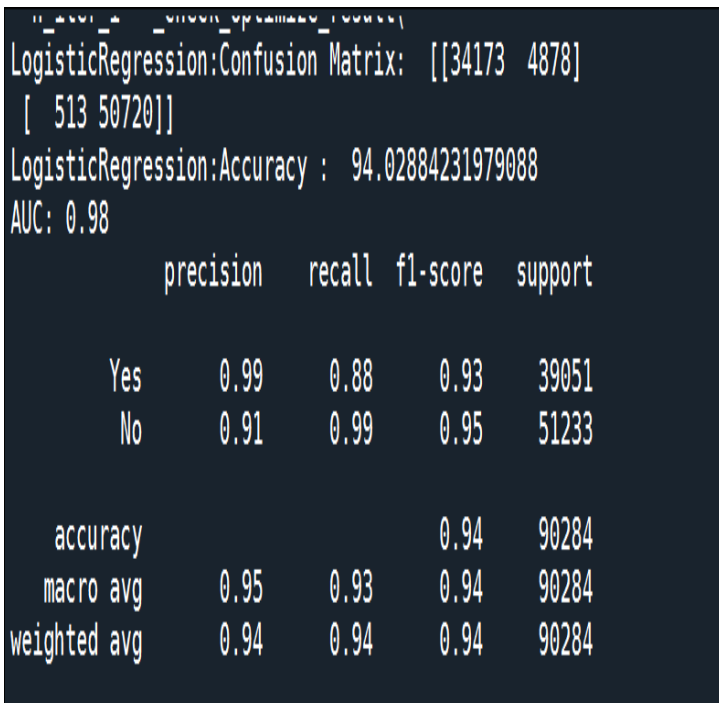 n_iter_i = _check_optimize_result(
LogisticRegression:Confusion Matrix:  [[34173  4878]
 [  513 50720]]
LogisticRegression:Accuracy :  94.02884231979088
AUC: 0.98
              precision    recall  f1-score   support

         Yes       0.99      0.88      0.93     39051
          No       0.91      0.99      0.95     51233

    accuracy                           0.94     90284
   macro avg       0.95      0.93      0.94     90284
weighted avg       0.94      0.94      0.94     90284